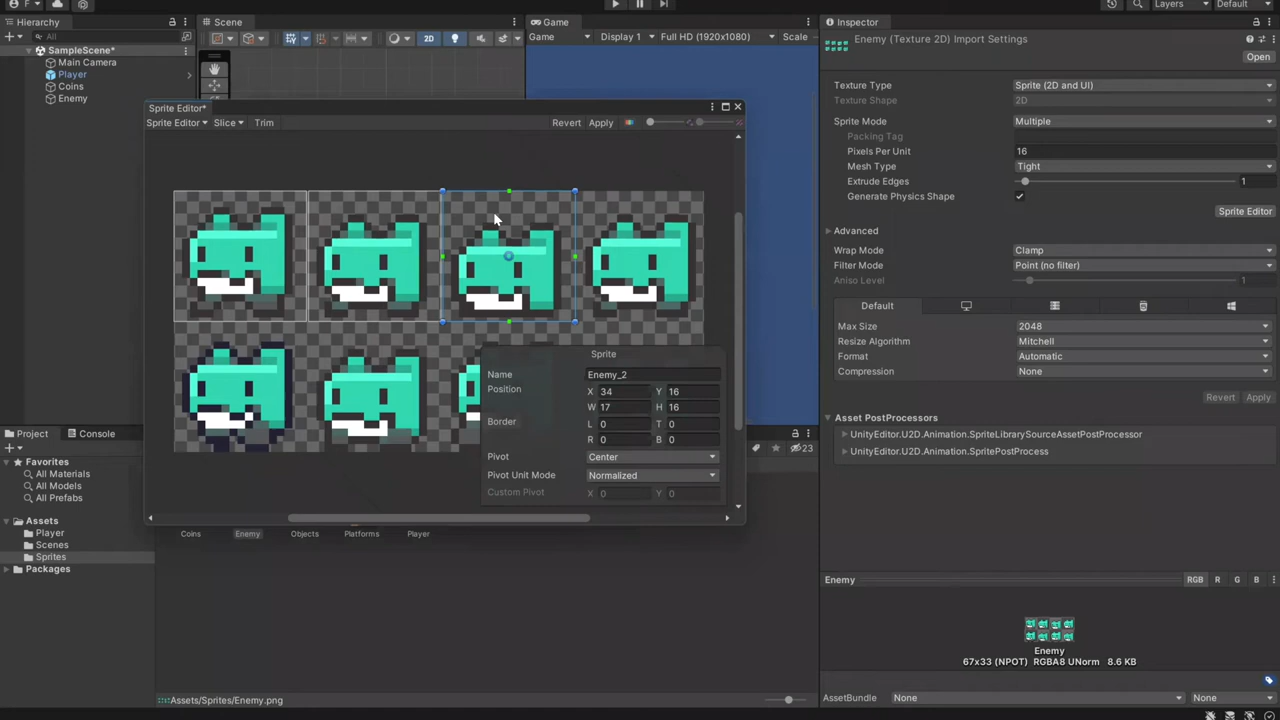 F
Layers
Default
Hierarchy
Scene
Game
Inspector
All
Game
Display 1
Full HD (1920x1080)
Scale
2D
Enemy (Texture 2D) Import Settings
Open
SampleScene*
Main Camera
Player
Coins
Enemy
Texture Type
Sprite (2D and UI)
Texture Shape
2D
Sprite Mode
Multiple
Packing Tag
Pixels Per Unit
16
Mesh Type
Tight
Extrude Edges
1
Generate Physics Shape
Sprite Editor
Advanced
Wrap Mode
Clamp
Filter Mode
Point (no filter)
Aniso Level
1
Default
Max Size
2048
Resize Algorithm
Mitchell
Format
Automatic
Compression
None
Revert
Apply
Asset PostProcessors
UnityEditor.U2D.Animation.SpriteLibrarySourceAssetPostProcessor
UnityEditor.U2D.Animation.SpritePostProcess
Sprite Editor*
Sprite Editor
Slice
Trim
Revert
Apply
Sprite
Name
Enemy_2
Position
X 34
Y 16
W 17
H 16
Border
L 0
T 0
R 0
B 0
Pivot
Center
Pivot Unit Mode
Normalized
Custom Pivot
X 0
Y 0
Project
Console
23
Favorites
All Materials
All Models
All Prefabs
Assets
Player
Scenes
Sprites
Packages
Coins
Enemy
Objects
Platforms
Player
Assets/Sprites/Enemy.png
Enemy
RGB
R
G
B
Enemy
67x33 (NPOT) RGBA8 UNorm 8.6 KB
AssetBundle
None
None